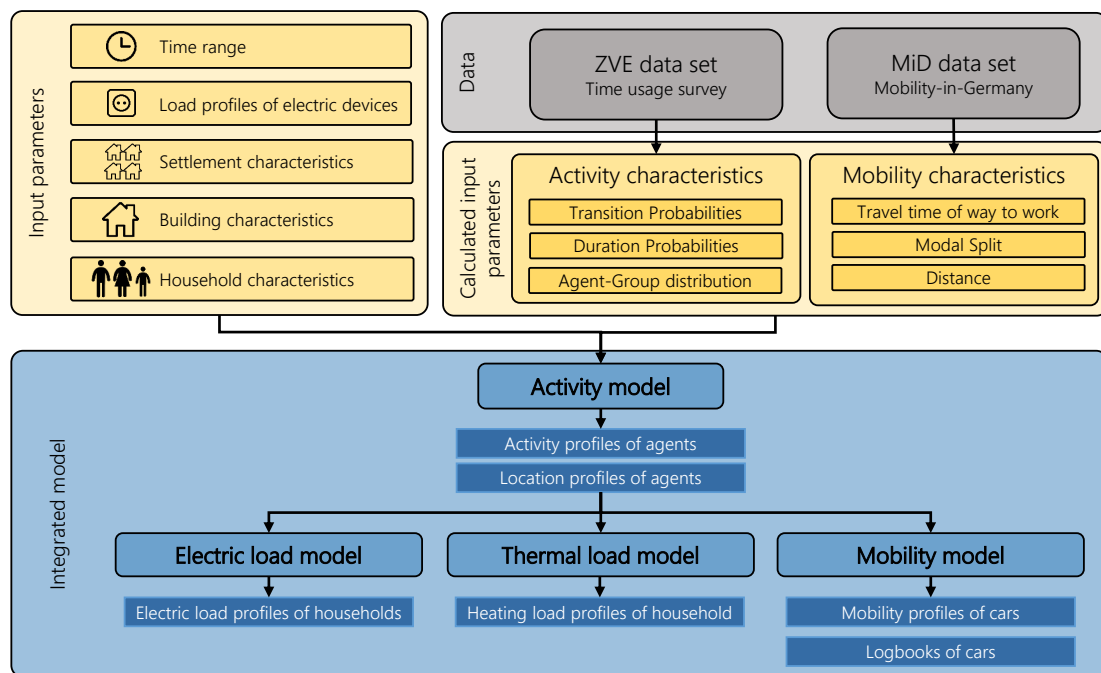 Input parameters
Time range
Load profiles of electric devices
Settlement characteristics
Building characteristics
Household characteristics
Data
ZVE data set
Time usage survey
MiD data set
Mobility-in-Germany
Calculated input
parameters
Activity characteristics
Transition Probabilities
Duration Probabilities
Agent-Group distribution
Mobility characteristics
Travel time of way to work
Modal Split
Distance
Integrated model
Activity model
Activity profiles of agents
Location profiles of agents
Electric load model
Electric load profiles of households
Thermal load model
Heating load profiles of household
Mobility model
Mobility profiles of cars
Logbooks of cars